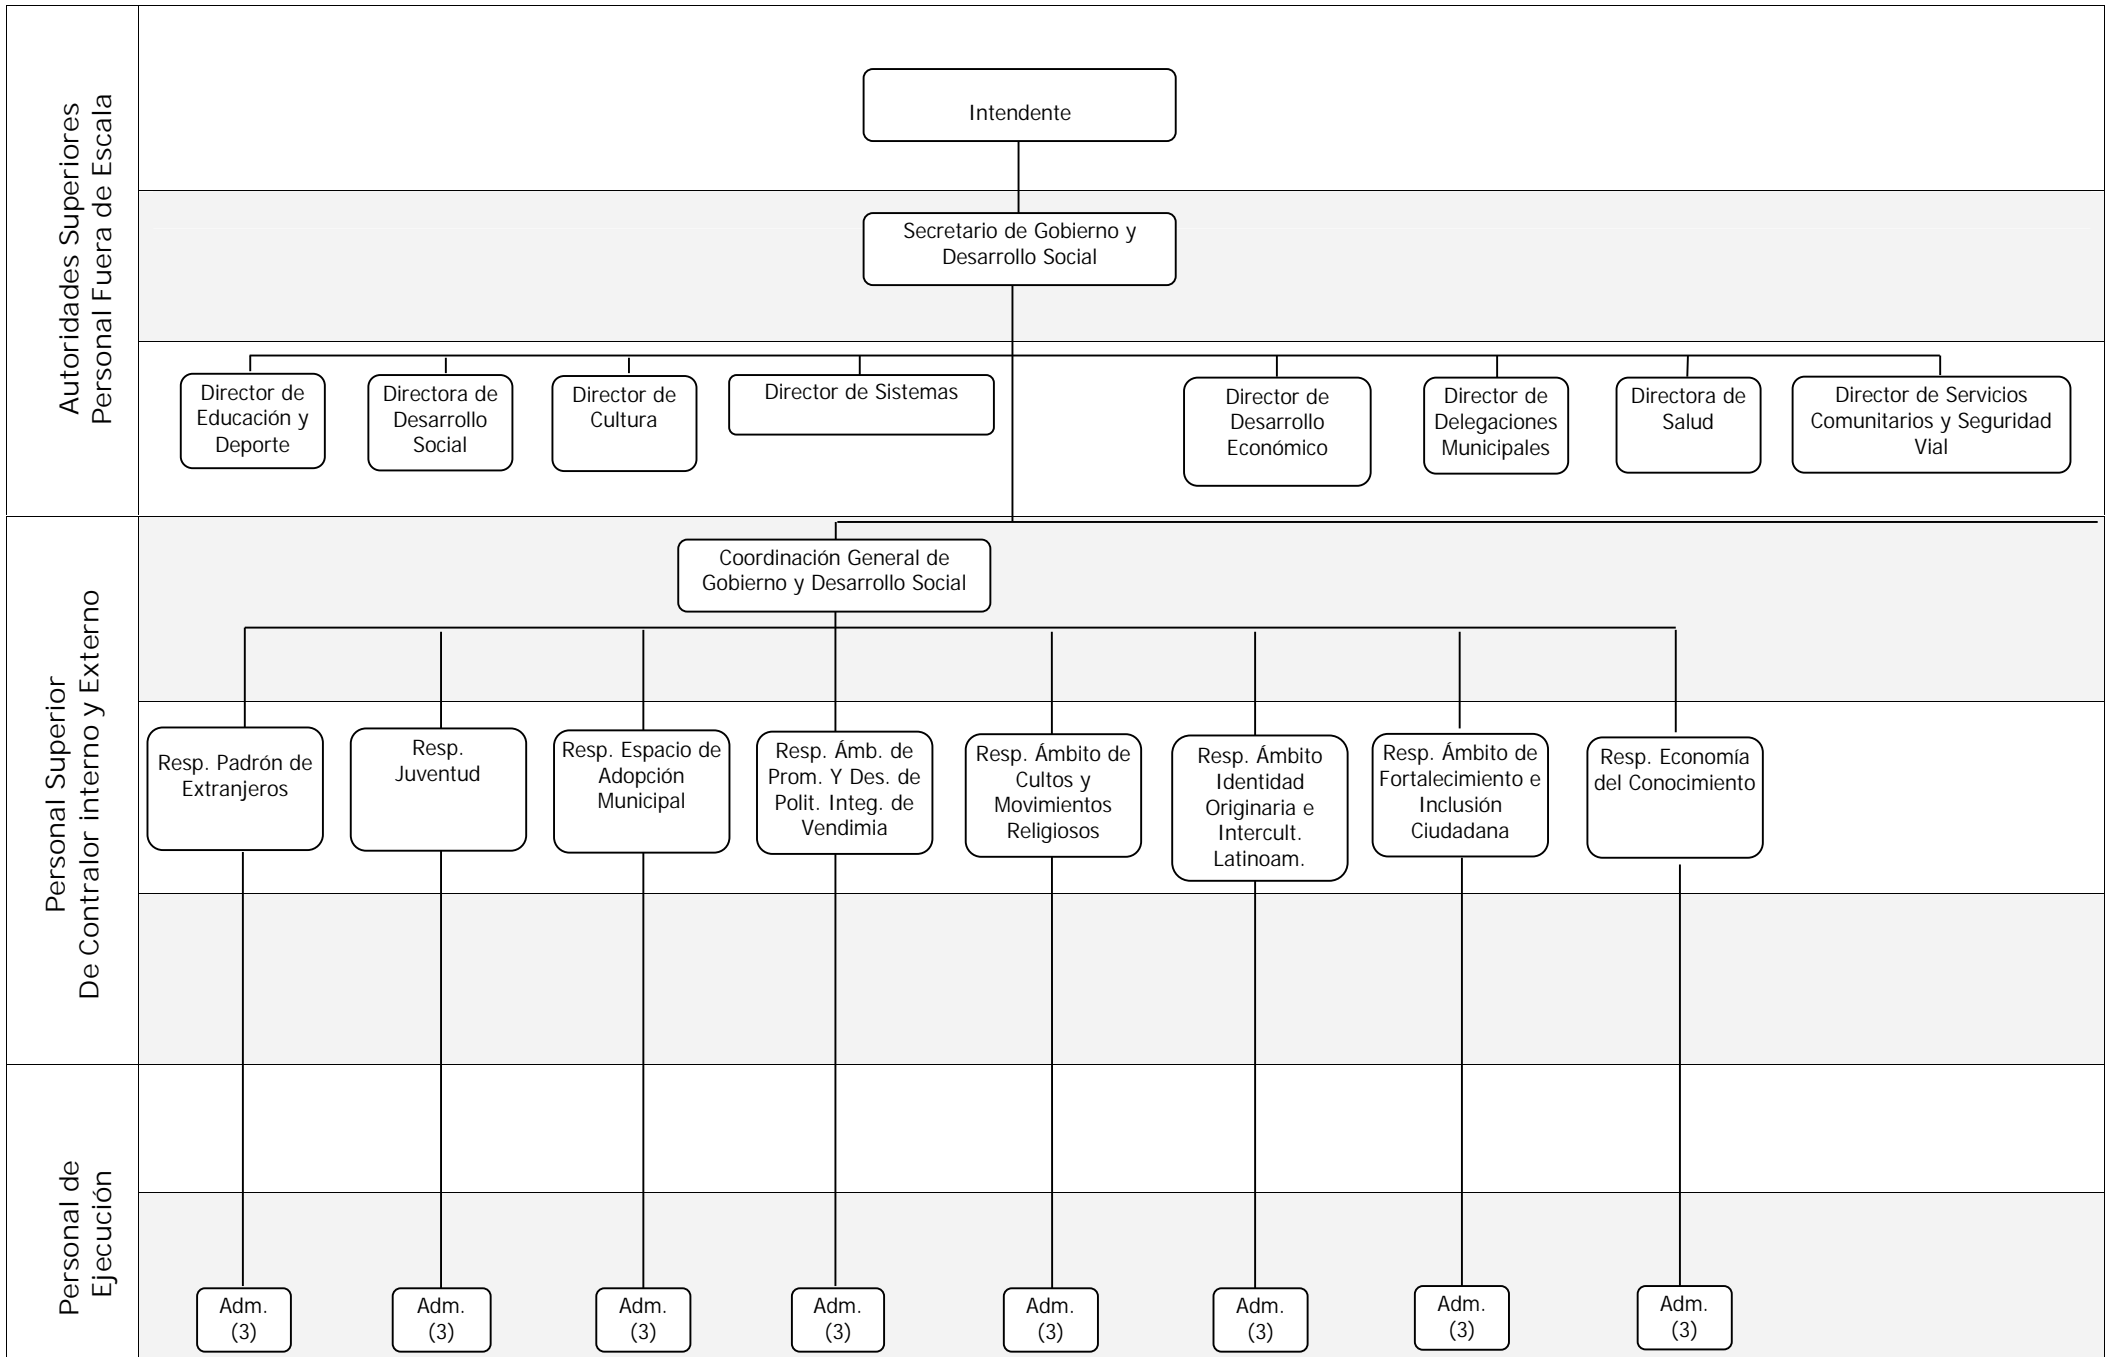 Autoridades Superiores
Personal Fuera de Escala
Intendente
Secretario de Gobierno y
Desarrollo Social
Director de
Educación y
Deporte
Directora de
Desarrollo
Social
Director de
Cultura
Director de Sistemas
Director de
Desarrollo
Económico
Director de
Delegaciones
Municipales
Directora de
Salud
Director de Servicios
Comunitarios y Seguridad
Vial
Personal Superior
De Contralor interno y Externo
Coordinación General de
Gobierno y Desarrollo Social
Resp. Padrón de
Extranjeros
Resp.
Juventud
Resp. Espacio de
Adopción
Municipal
Resp. Ámb. de
Prom. Y Des. de
Polit. Integ. de
Vendimia
Resp. Ámbito de
Cultos y
Movimientos
Religiosos
Resp. Ámbito
Identidad
Originaria e
Intercult.
Latinoam.
Resp. Ámbito de
Fortalecimiento e
Inclusión
Ciudadana
Resp. Economía
del Conocimiento
Personal de
Ejecución
Adm.
(3)
Adm.
(3)
Adm.
(3)
Adm.
(3)
Adm.
(3)
Adm.
(3)
Adm.
(3)
Adm.
(3)